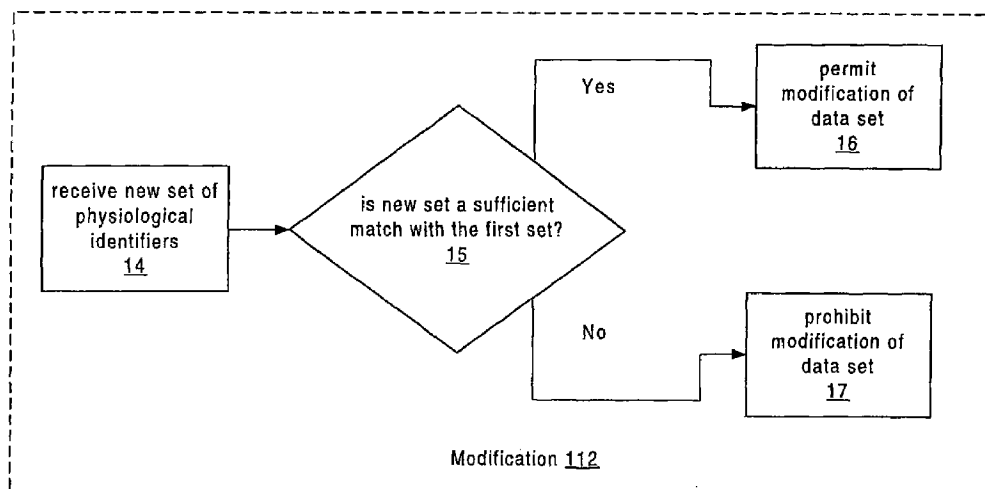 receive new set of
physiological
identifiers
14
is new set a sufficient
match with the first set?
15
Yes
permit
modification of
data set
16
No
prohibit
modification of
data set
17
Modification 112